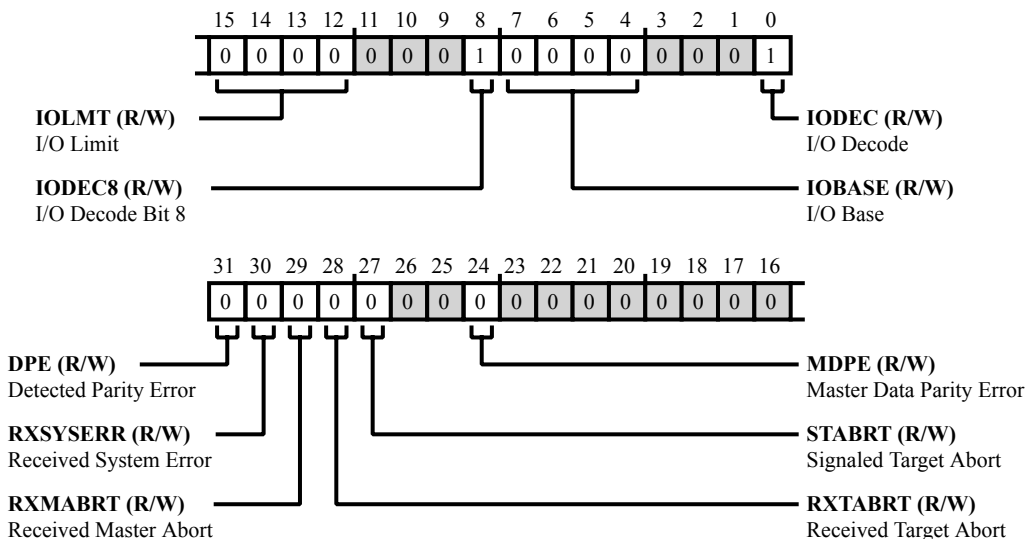 15 14 13 12 11 10 9 8 7 6 5 4 3 2 1 0
0 0 0 0 0 0 0 1 0 0 0 0 0 0 0 1
IOLMT (R/W)
I/O Limit
IODEC (R/W)
I/O Decode
IODEC8 (R/W)
I/O Decode Bit 8
IOBASE (R/W)
I/O Base
31 30 29 28 27 26 25 24 23 22 21 20 19 18 17 16
0 0 0 0 0 0 0 0 0 0 0 0 0 0 0 0
DPE (R/W)
Detected Parity Error
MDPE (R/W)
Master Data Parity Error
RXSYSERR (R/W)
Received System Error
STABRT (R/W)
Signaled Target Abort
RXMABRT (R/W)
Received Master Abort
RXTABRT (R/W)
Received Target Abort